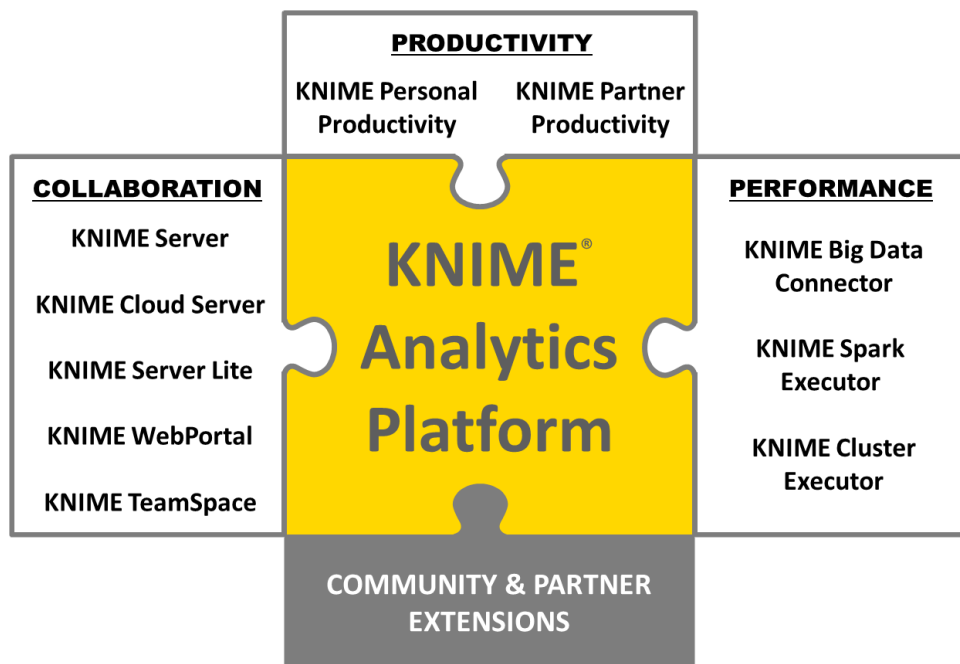 PRODUCTIVITY
KNIME Personal
Productivity
KNIME Partner
Productivity
COLLABORATION
KNIME Server
KNIME Cloud Server
KNIME Server Lite
KNIME WebPortal
KNIME TeamSpace
KNIME®
Analytics
Platform
PERFORMANCE
KNIME Big Data
Connector
KNIME Spark
Executor
KNIME Cluster
Executor
COMMUNITY & PARTNER
EXTENSIONS